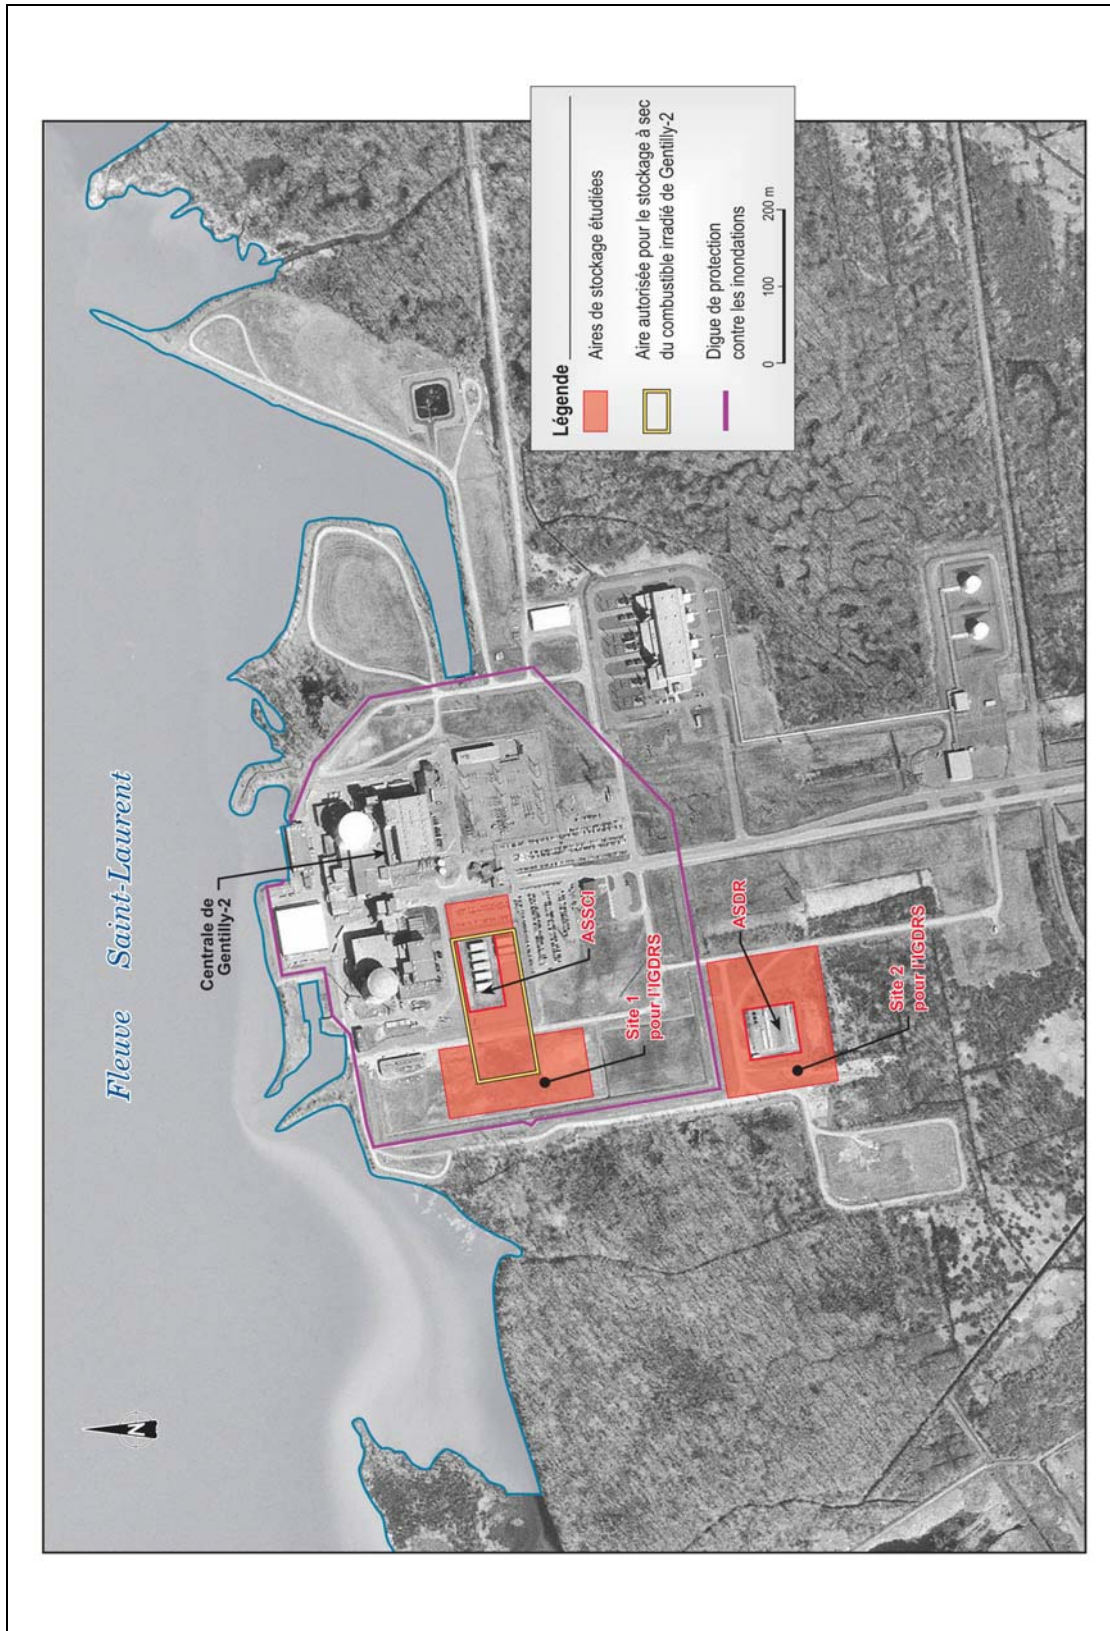 Fleuve Saint-Laurent
N
Centrale de
Gentilly-2
ASSCI
Site 1
pour l'IGDRS
ASDR
Site 2
pour l'IGDRS
Légende
Aires de stockage étudiées
Aire autorisée pour le stockage à sec
du combustible irradié de Gentilly-2
Digue de protection
contre les inondations
0 100 200 m